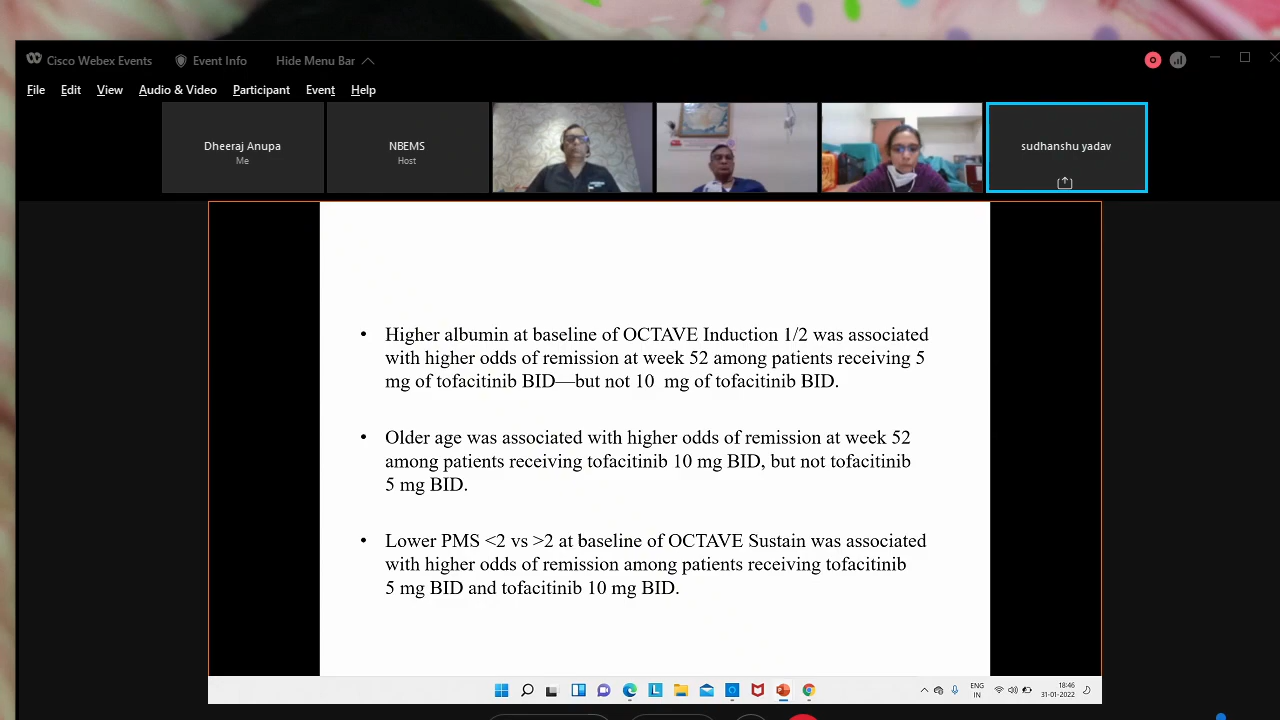 Cisco Webex Events
Event Info
Hide Menu Bar
File Edit View Audio & Video Participant Event Help
Dheeraj Anupa
Me
NBEMS
Host
sudhanshu yadav
• Higher albumin at baseline of OCTAVE Induction 1/2 was associated
with higher odds of remission at week 52 among patients receiving 5
mg of tofacitinib BID—but not 10 mg of tofacitinib BID.
• Older age was associated with higher odds of remission at week 52
among patients receiving tofacitinib 10 mg BID, but not tofacitinib
5 mg BID.
• Lower PMS <2 vs >2 at baseline of OCTAVE Sustain was associated
with higher odds of remission among patients receiving tofacitinib
5 mg BID and tofacitinib 10 mg BID.
L
ENG
IN
18:46
31-01-2022